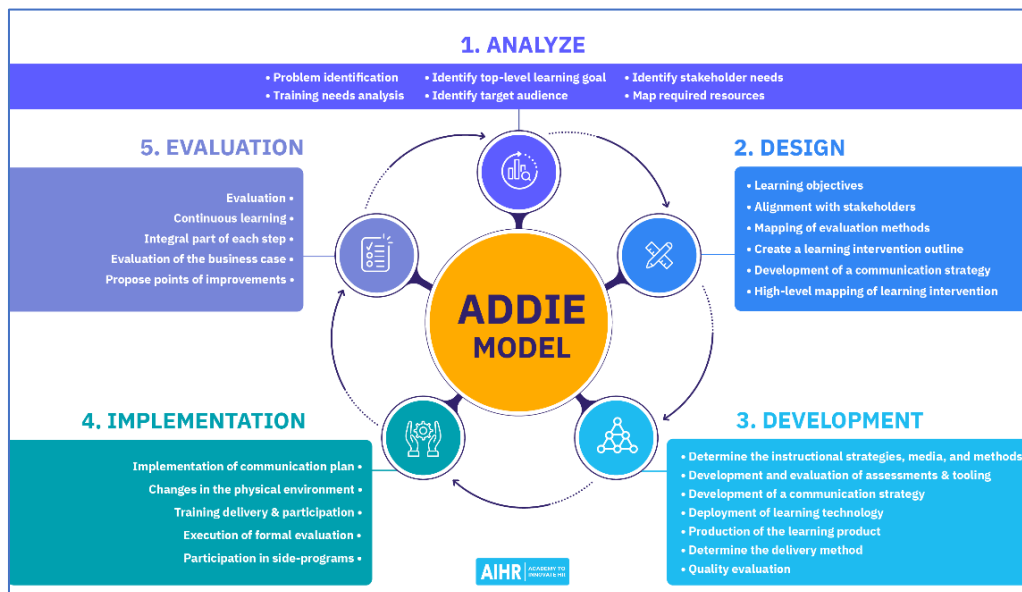 1. ANALYZE
• Problem identification
• Training needs analysis
• Identify top-level learning goal
• Identify target audience
• Identify stakeholder needs
• Map required resources
2. DESIGN
• Learning objectives
• Alignment with stakeholders
• Mapping of evaluation methods
• Create a learning intervention outline
• Development of a communication strategy
• High-level mapping of learning intervention
3. DEVELOPMENT
• Determine the instructional strategies, media, and methods
• Development and evaluation of assessments & tooling
• Development of a communication strategy
• Deployment of learning technology
• Production of the learning product
• Determine the delivery method
• Quality evaluation
4. IMPLEMENTATION
Implementation of communication plan •
Changes in the physical environment •
Training delivery & participation •
Execution of formal evaluation •
Participation in side-programs •
5. EVALUATION
Evaluation •
Continuous learning •
Integral part of each step •
Evaluation of the business case •
Propose points of improvements •
ADDIE
MODEL
AIHR
ACADEMY TO
INNOVATE HR